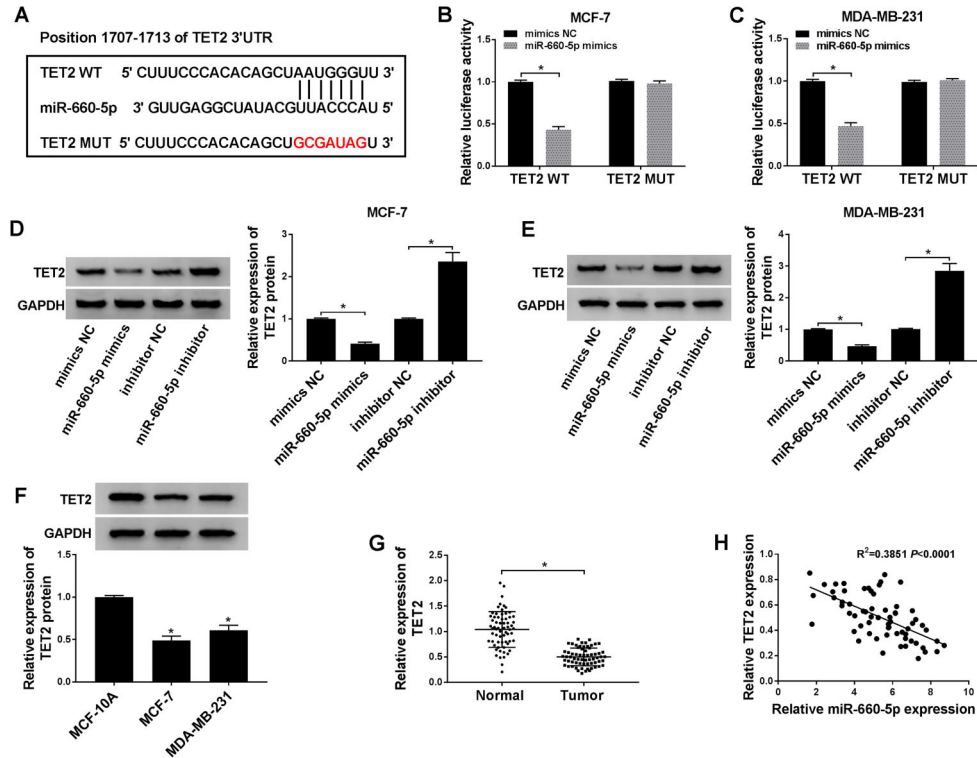 A
Position 1707-1713 of TET2 3'UTR
TET2 WT 5' CUUUCCCACACAGCUAAUGGGUU 3'
miR-660-5p 3' GUUGAGGCUAUACGUUACCCAU 5'
TET2 MUT 5' CUUUCCCACACAGCUGCGAUAGU 3'
B
MCF-7
mimics NC
miR-660-5p mimics
Relative luciferase activity
1.5
1.0
0.5
0.0
*
TET2 WT TET2 MUT
C
MDA-MB-231
mimics NC
miR-660-5p mimics
Relative luciferase activity
1.5
1.0
0.5
0.0
*
TET2 WT TET2 MUT
D
TET2
GAPDH
mimics NC
miR-660-5p mimics
inhibitor NC
miR-660-5p inhibitor
MCF-7
Relative expression of
TET2 protein
3
2
1
0
*
*
mimics NC
miR-660-5p mimics
inhibitor NC
miR-660-5p inhibitor
E
TET2
GAPDH
mimics NC
miR-660-5p mimics
inhibitor NC
miR-660-5p inhibitor
MDA-MB-231
Relative expression of
TET2 protein
4
3
2
1
0
*
*
mimics NC
miR-660-5p mimics
inhibitor NC
miR-660-5p inhibitor
F
TET2
GAPDH
Relative expression of
TET2 protein
1.5
1.0
0.5
0.0
*
*
MCF-10A
MCF-7
MDA-MB-231
G
Relative expression of
TET2
2.5
2.0
1.5
1.0
0.5
0.0
*
Normal Tumor
H
R2=0.3851 P<0.0001
Relative TET2 expression
1.0
0.8
0.6
0.4
0.2
0.0
0 2 4 6 8 10
Relative miR-660-5p expression